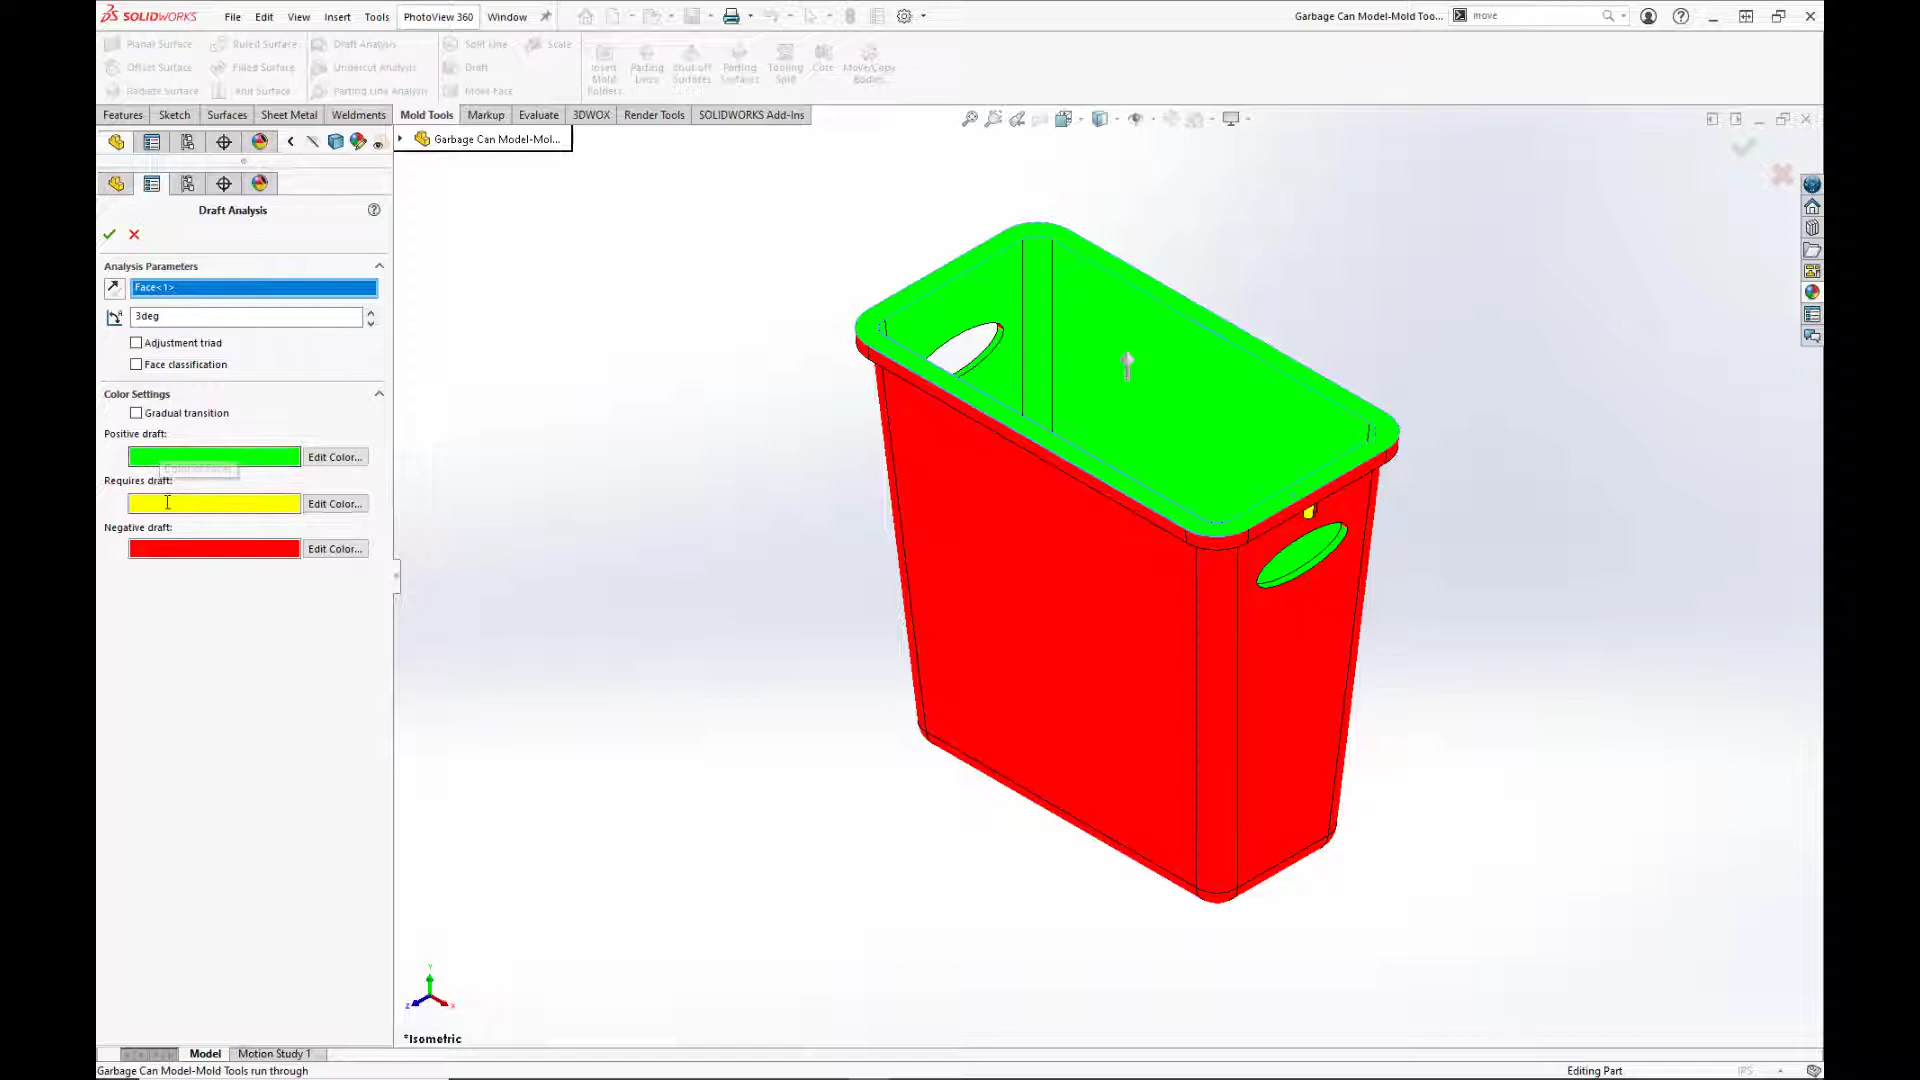 SOLIDWORKS File Edit View Insert Tools PhotoView 360 Window Garbage Can Model-Mold Too... move
Planar Surface Ruled Surface Draft Analysis Split Line Scale
Offset Surface Filled Surface Undercut Analysis Draft
Radiate Surface Knit Surface Parting Line Analysis Move Face
Insert Mold Folders Parting Lines Shut-off Surfaces Parting Surfaces Tooling Split Core Move/Copy Bodies
Features Sketch Surfaces Sheet Metal Weldments Mold Tools Markup Evaluate 3DWOX Render Tools SOLIDWORKS Add-Ins
Garbage Can Model-Mol...
Draft Analysis
Analysis Parameters
Face<1>
3deg
Adjustment triad
Face classification
Color Settings
Gradual transition
Positive draft:
Edit Color...
Requires draft:
Edit Color...
Negative draft:
Edit Color...
Y
Z X
*Isometric
Model Motion Study 1
Garbage Can Model-Mold Tools run through Editing Part IPS